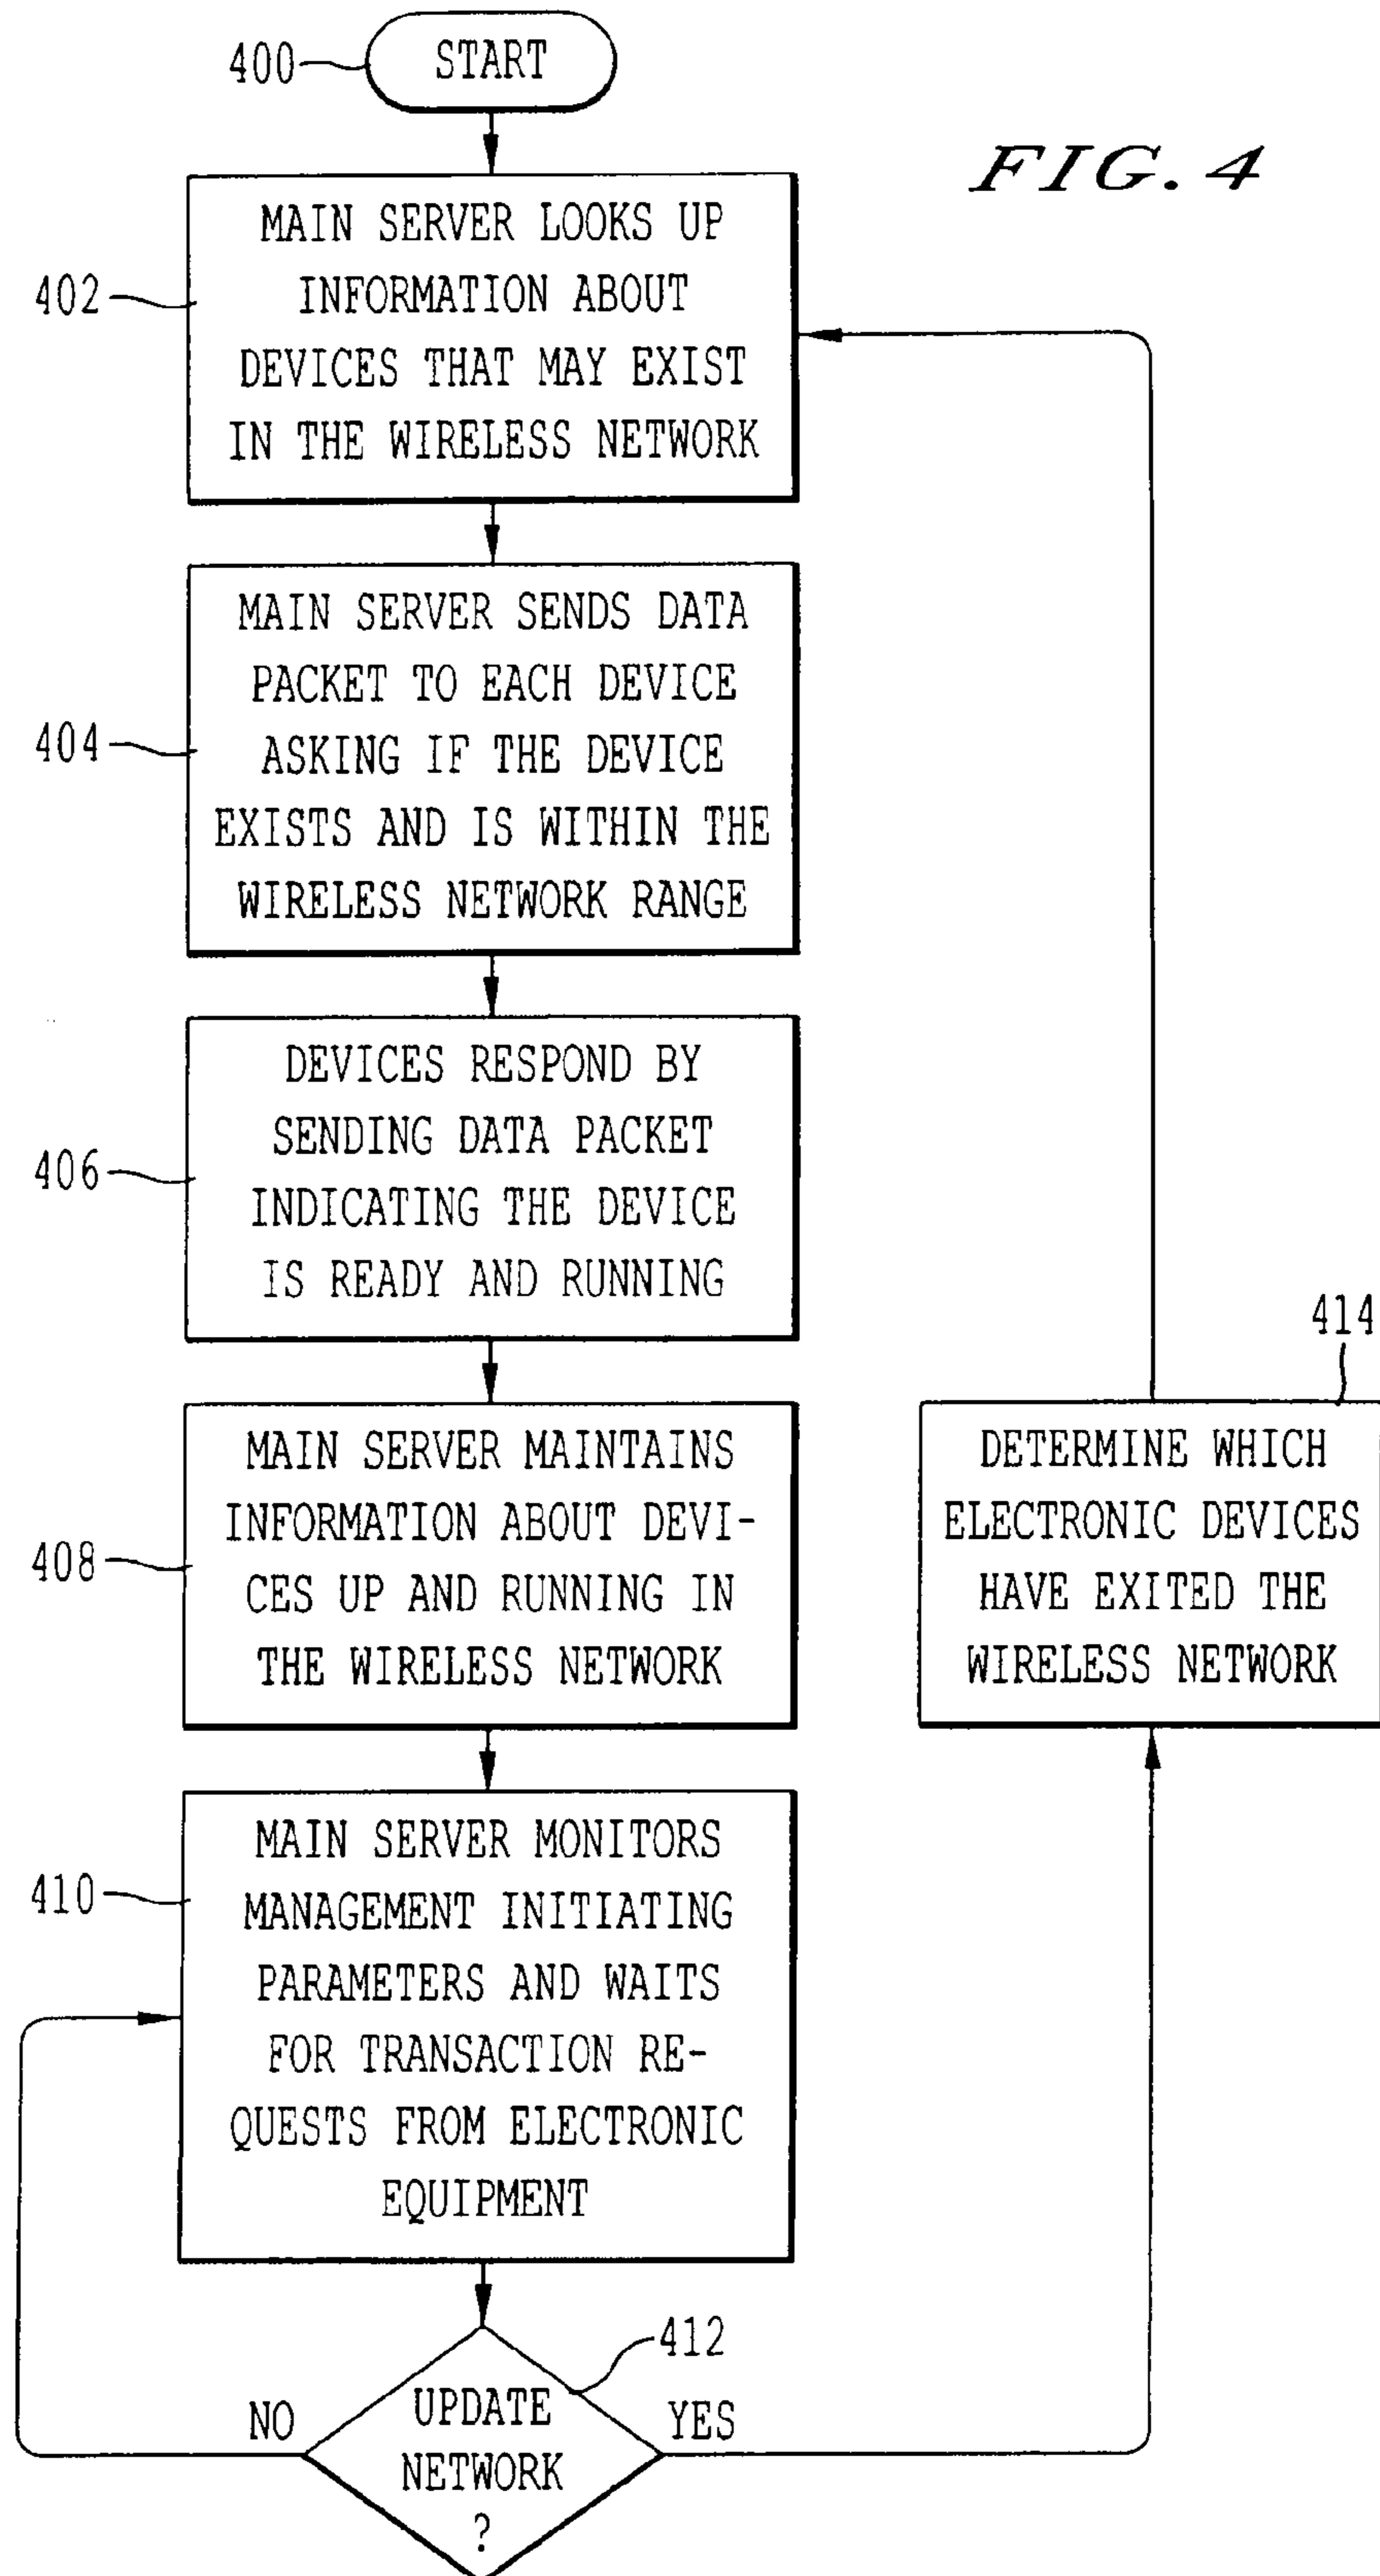 400
START
FIG. 4
MAIN SERVER LOOKS UP
INFORMATION ABOUT
DEVICES THAT MAY EXIST
IN THE WIRELESS NETWORK
402
MAIN SERVER SENDS DATA
PACKET TO EACH DEVICE
ASKING IF THE DEVICE
EXISTS AND IS WITHIN THE
WIRELESS NETWORK RANGE
404
DEVICES RESPOND BY
SENDING DATA PACKET
INDICATING THE DEVICE
IS READY AND RUNNING
406
MAIN SERVER MAINTAINS
INFORMATION ABOUT DEVI-
CES UP AND RUNNING IN
THE WIRELESS NETWORK
408
414
DETERMINE WHICH
ELECTRONIC DEVICES
HAVE EXITED THE
WIRELESS NETWORK
MAIN SERVER MONITORS
MANAGEMENT INITIATING
PARAMETERS AND WAITS
FOR TRANSACTION RE-
QUESTS FROM ELECTRONIC
EQUIPMENT
410
412
NO
UPDATE
NETWORK
?
YES